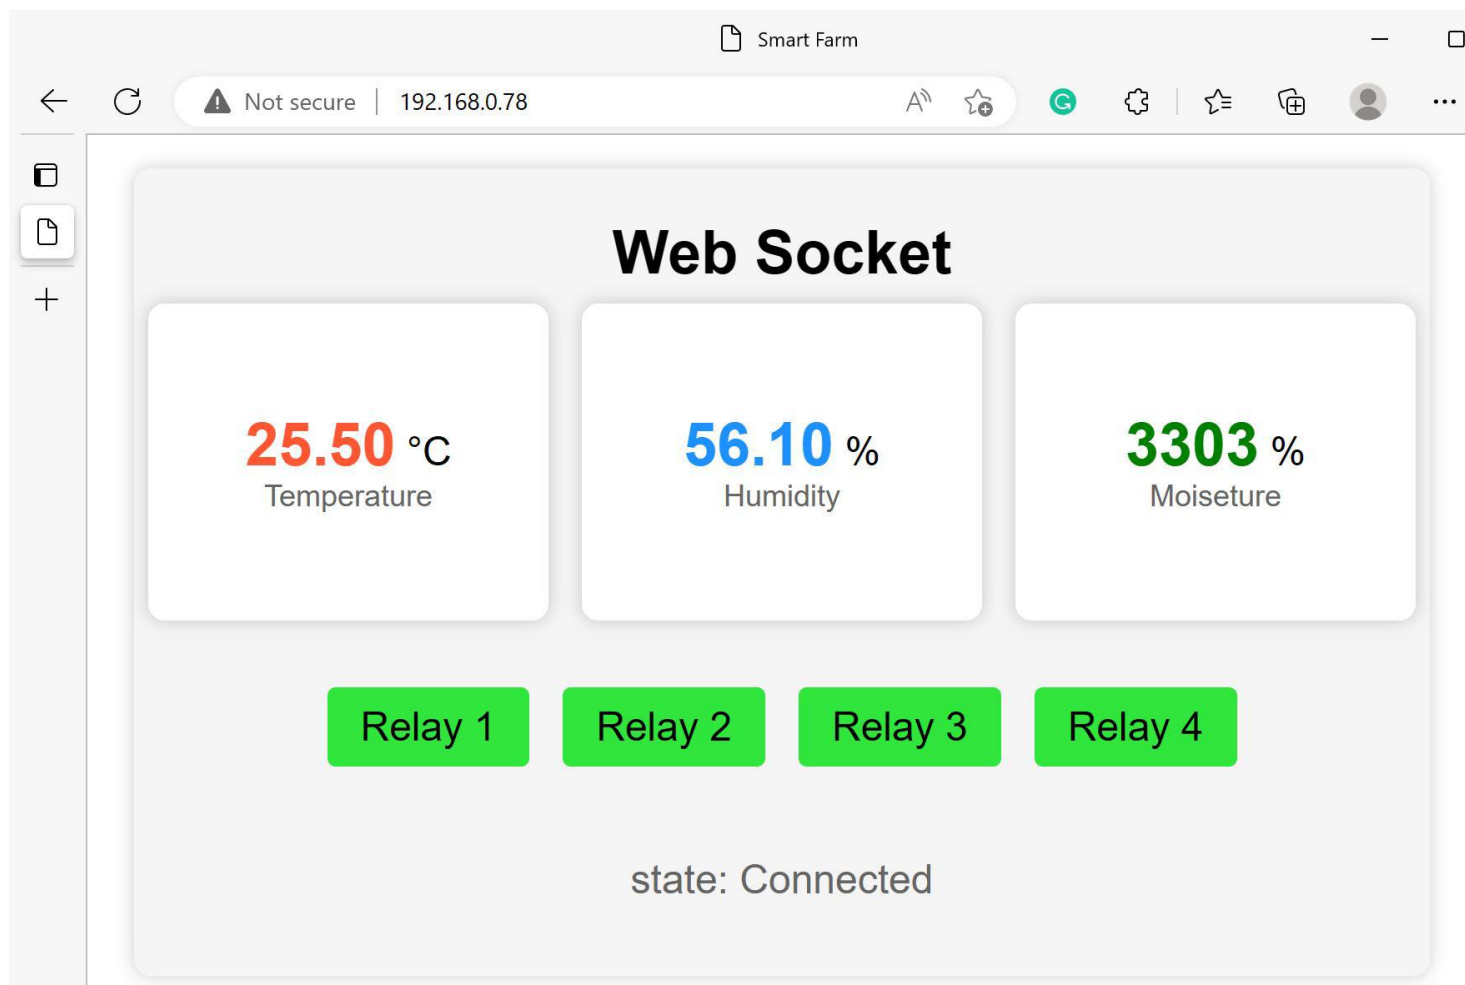 Smart Farm
Not secure 192.168.0.78
Web Socket
25.50 °C
Temperature
56.10 %
Humidity
3303 %
Moiseture
Relay 1 Relay 2 Relay 3 Relay 4
state: Connected